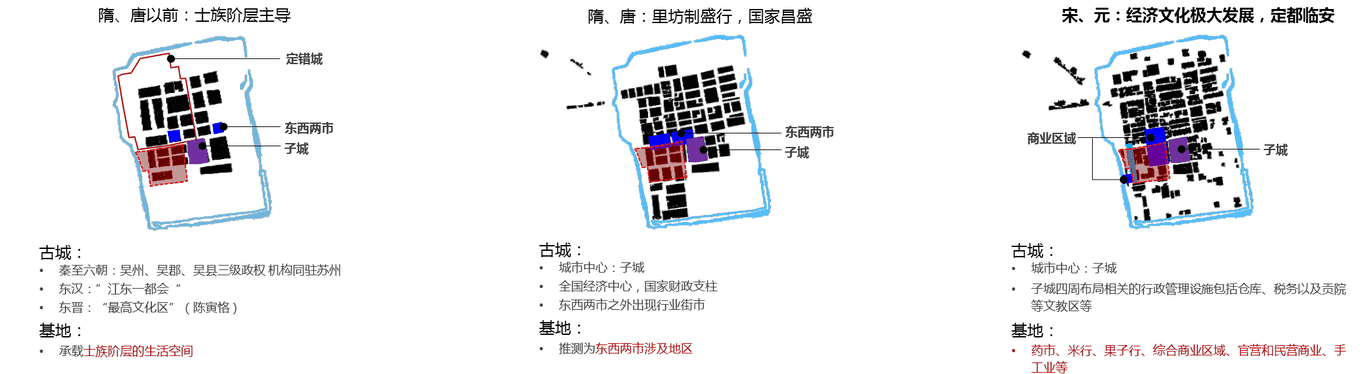 隋、唐以前：士族阶层主导
定错城
东西两市
子城
古城：
• 秦至六朝：吴州、吴郡、吴县三级政权 机构同驻苏州
• 东汉：”江东一都会“
• 东晋：“最高文化区”（陈寅恪）
基地：
• 承载士族阶层的生活空间
隋、唐：里坊制盛行，国家昌盛
东西两市
子城
古城：
• 城市中心：子城
• 全国经济中心，国家财政支柱
• 东西两市之外出现行业街市
基地：
• 推测为东西两市涉及地区
宋、元：经济文化极大发展，定都临安
商业区域
子城
古城：
• 城市中心：子城
• 子城四周布局相关的行政管理设施包括仓库、税务以及贡院
等文教区等
基地：
• 药市、米行、果子行、综合商业区域、官营和民营商业、手
工业等